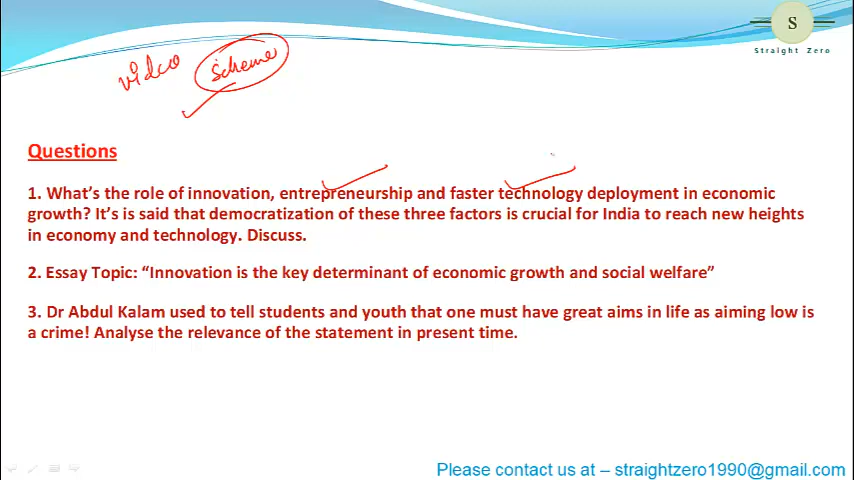 S
Straight Zero
video scheme
Questions
1. What's the role of innovation, entrepreneurship and faster technology deployment in economic
growth? It's is said that democratization of these three factors is crucial for India to reach new heights
in economy and technology. Discuss.
2. Essay Topic: “Innovation is the key determinant of economic growth and social welfare”
3. Dr Abdul Kalam used to tell students and youth that one must have great aims in life as aiming low is
a crime! Analyse the relevance of the statement in present time.
Please contact us at – straightzero1990@gmail.com